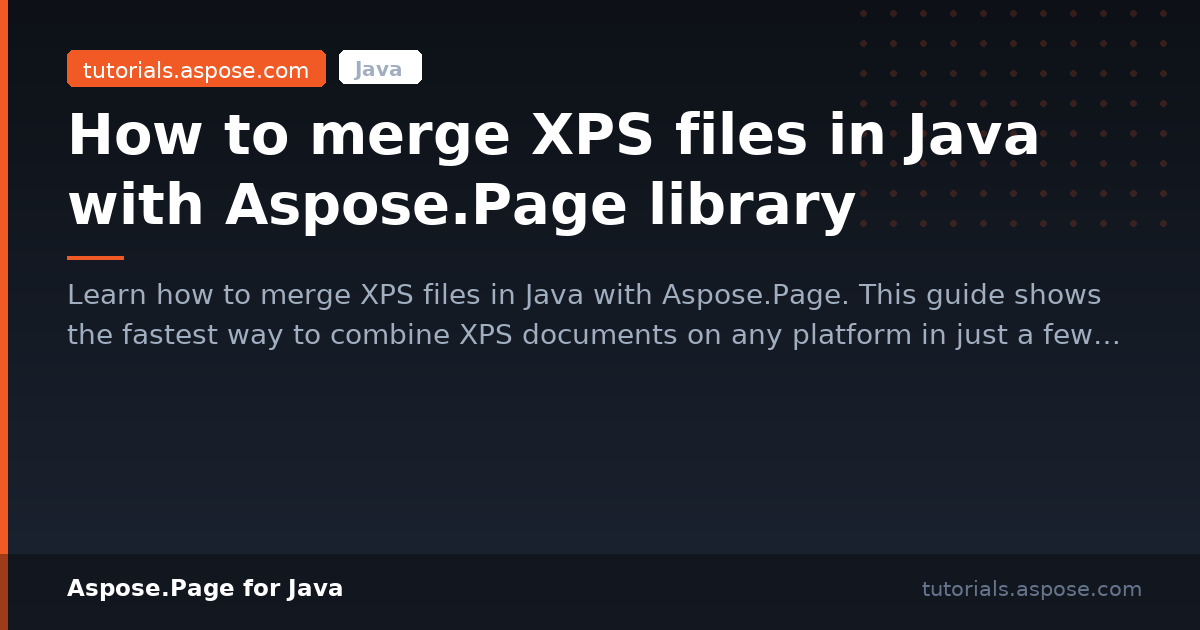 tutorials.aspose.com
Java
How to merge XPS files in Java
with Aspose.Page library
Learn how to merge XPS files in Java with Aspose.Page. This guide shows
the fastest way to combine XPS documents on any platform in just a few…
Aspose.Page for Java
tutorials.aspose.com